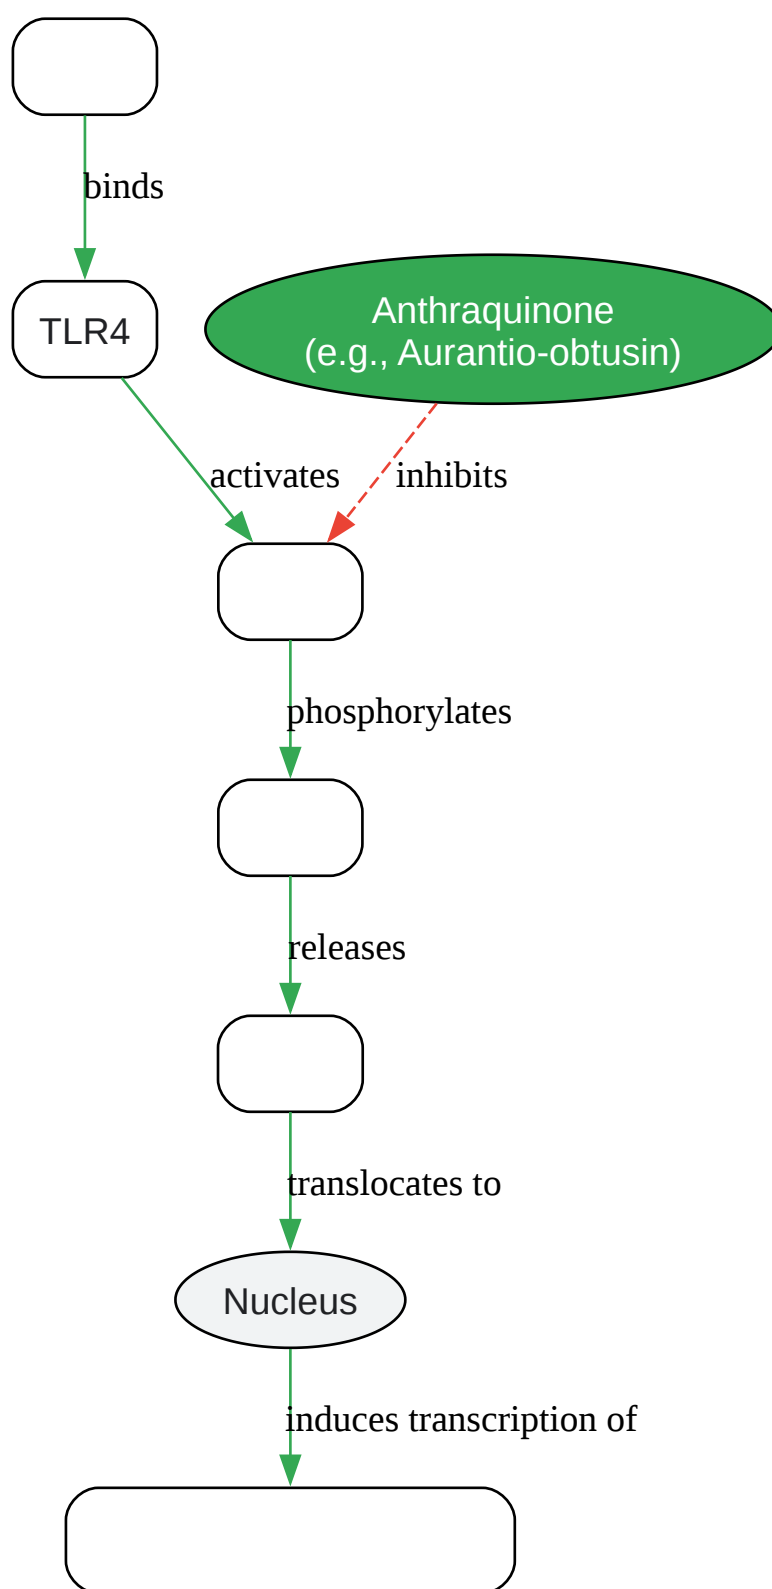 binds
TLR4
Anthraquinone
(e.g., Aurantio-obtusin)
activates
inhibits
phosphorylates
releases
translocates to
Nucleus
induces transcription of